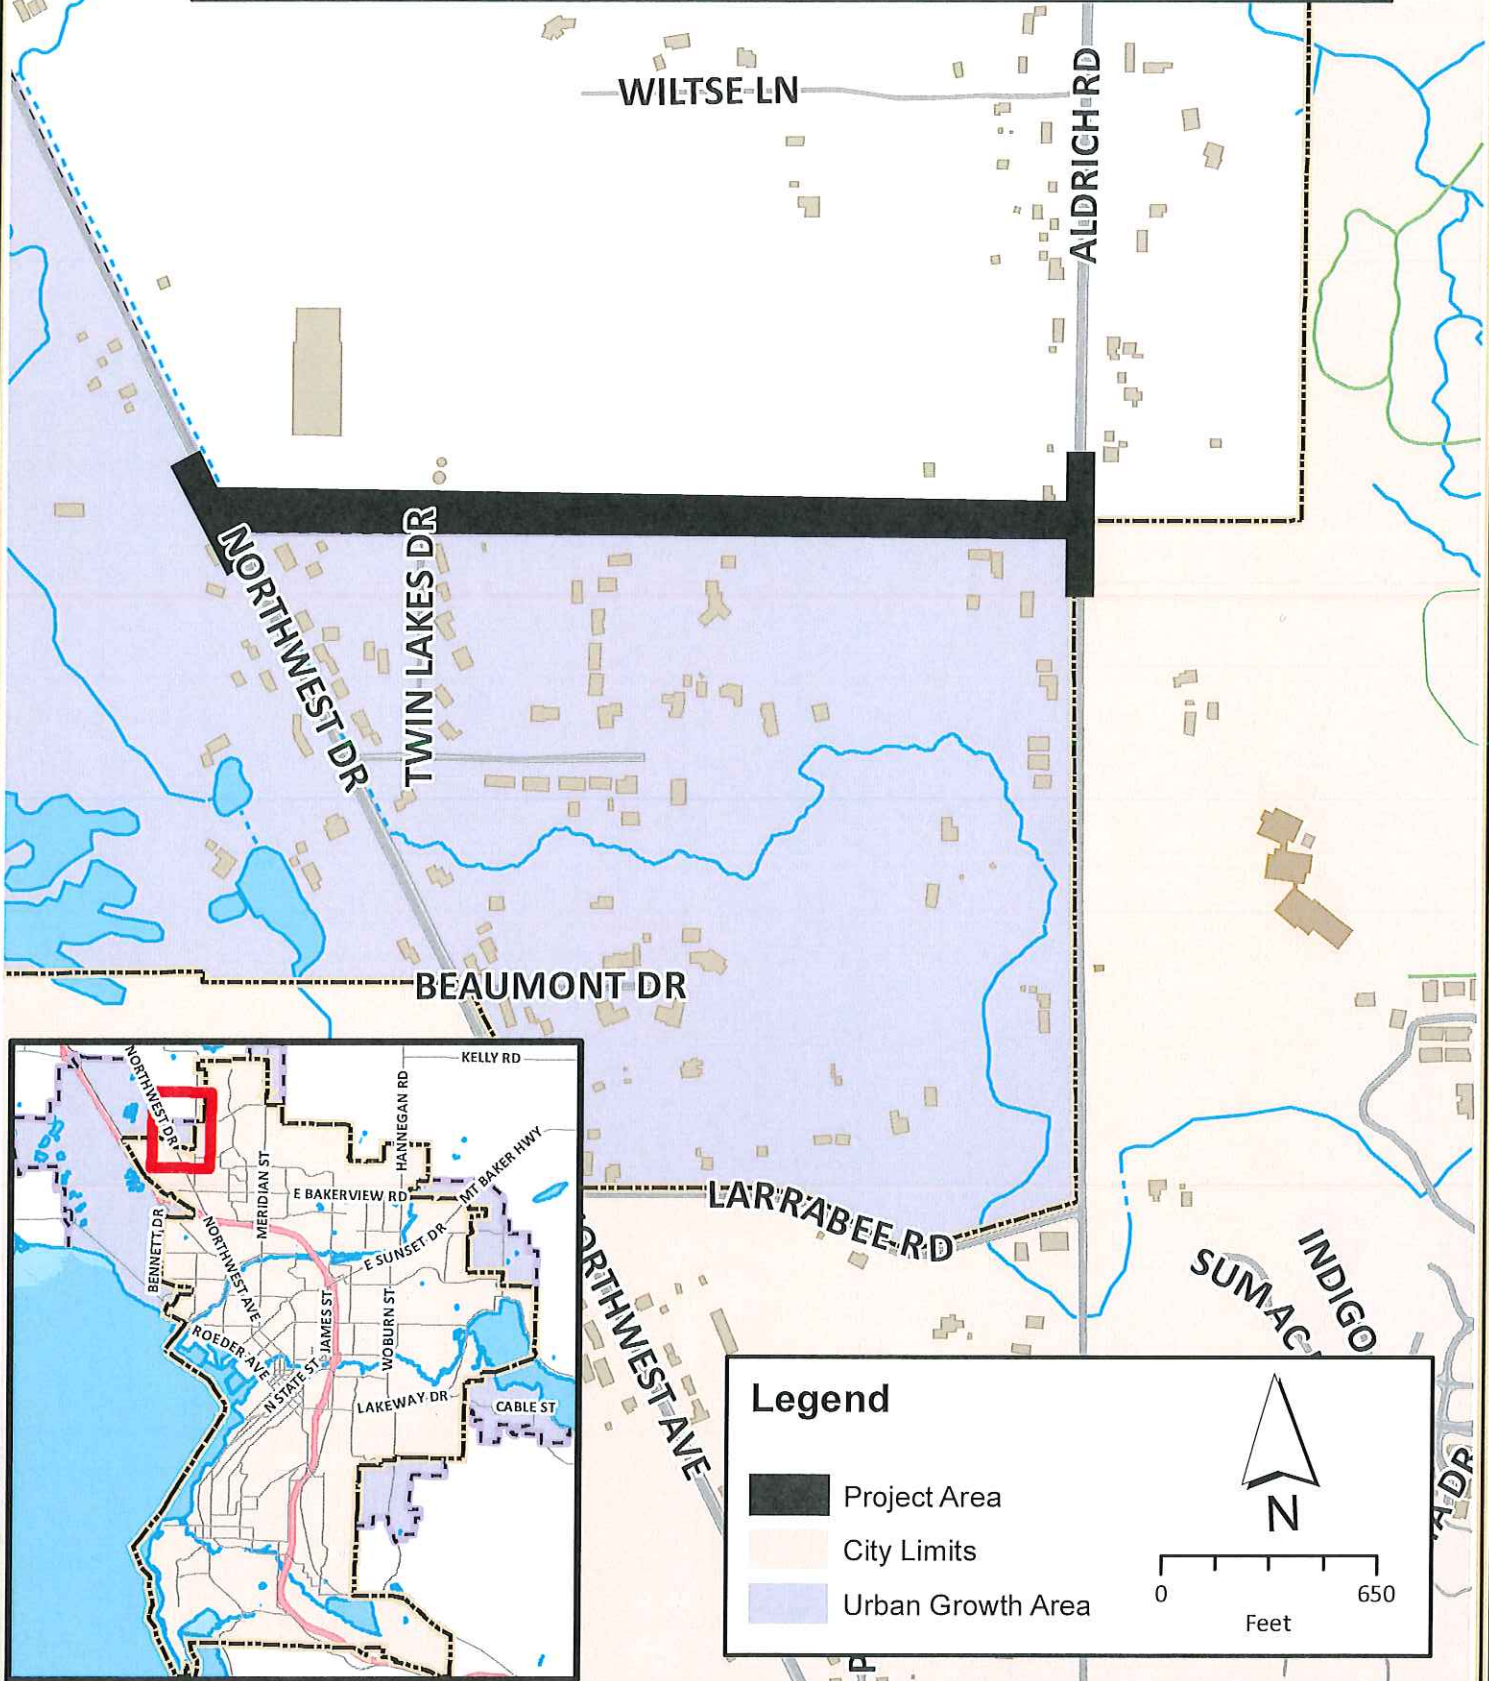 WILTSE LN
ALDRICH RD
NORTHWEST DR
TWIN LAKES DR
BEAUMONT DR
LARRABEE RD
NORTHWEST DR
KELLY RD
HANNEGAN RD
MT BAKER HWY
MERIDIAN ST
E BAKERVIEW RD
BENNETT DR
NORTHWEST AVE
E SUNSET DR
JAMES ST
WOBURN ST
ROEDER AVE
N STATE ST
LAKEWAY DR
CABLE ST
ORTHWEST AVE
SUMAC
INDIGO
DR
Legend
Project Area
City Limits
Urban Growth Area
N
0 650
Feet